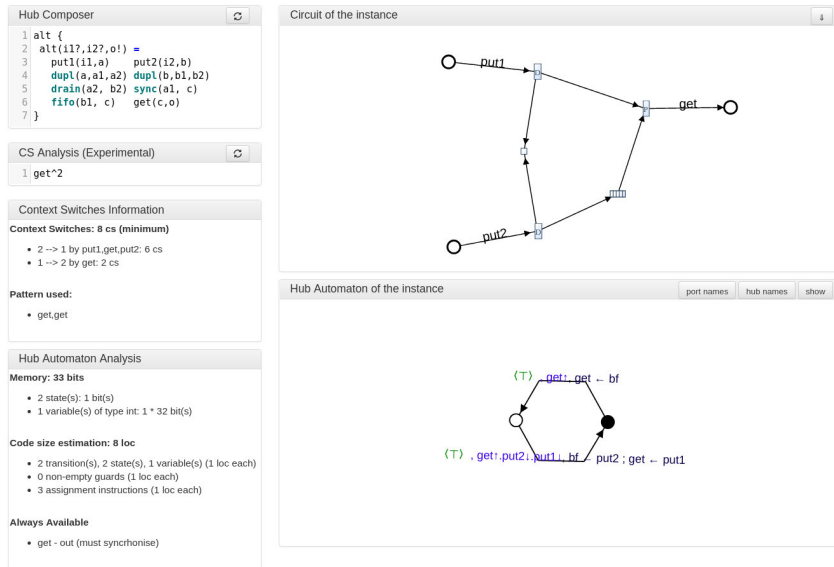 Hub Composer
1 alt {
2 alt(i1?,i2?,o!) =
3 put1(i1,a) put2(i2,b)
4 dupl(a,a1,a2) dupl(b,b1,b2)
5 drain(a2, b2) sync(a1, c)
6 fifo(b1, c) get(c,o)
7 }
CS Analysis (Experimental)
1 get^2
Context Switches Information
Context Switches: 8 cs (minimum)
2 --> 1 by put1,get,put2: 6 cs
1 --> 2 by get: 2 cs
Pattern used:
get,get
Hub Automaton Analysis
Memory: 33 bits
2 state(s): 1 bit(s)
1 variable(s) of type int: 1 * 32 bit(s)
Code size estimation: 8 loc
2 transition(s), 2 state(s), 1 variable(s) (1 loc each)
0 non-empty guards (1 loc each)
3 assignment instructions (1 loc each)
Always Available
get - out (must syncrhonise)
Circuit of the instance
⇓
put1
D
get
P
put2
D
Hub Automaton of the instance
port names hub names show
⟨⊤⟩ , get↑, get ← bf
⟨⊤⟩ , get↑.put2↓.put1↓, bf ← put2 ; get ← put1